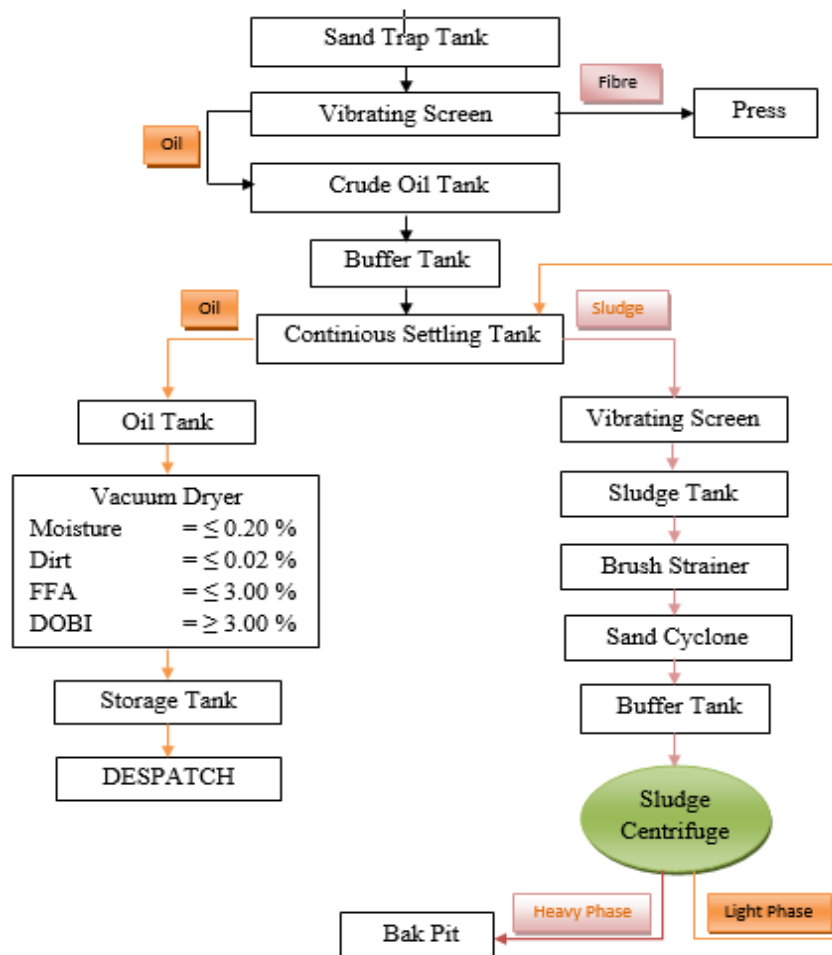 Sand Trap Tank
Fibre
Vibrating Screen
Press
Oil
Crude Oil Tank
Buffer Tank
Oil
Sludge
Continious Settling Tank
Oil Tank
Vibrating Screen
Vacuum Dryer
Moisture = ≤ 0.20 %
Dirt = ≤ 0.02 %
FFA = ≤ 3.00 %
DOBI = ≥ 3.00 %
Sludge Tank
Brush Strainer
Sand Cyclone
Storage Tank
Buffer Tank
DESPATCH
Sludge
Centrifuge
Heavy Phase
Light Phase
Bak Pit